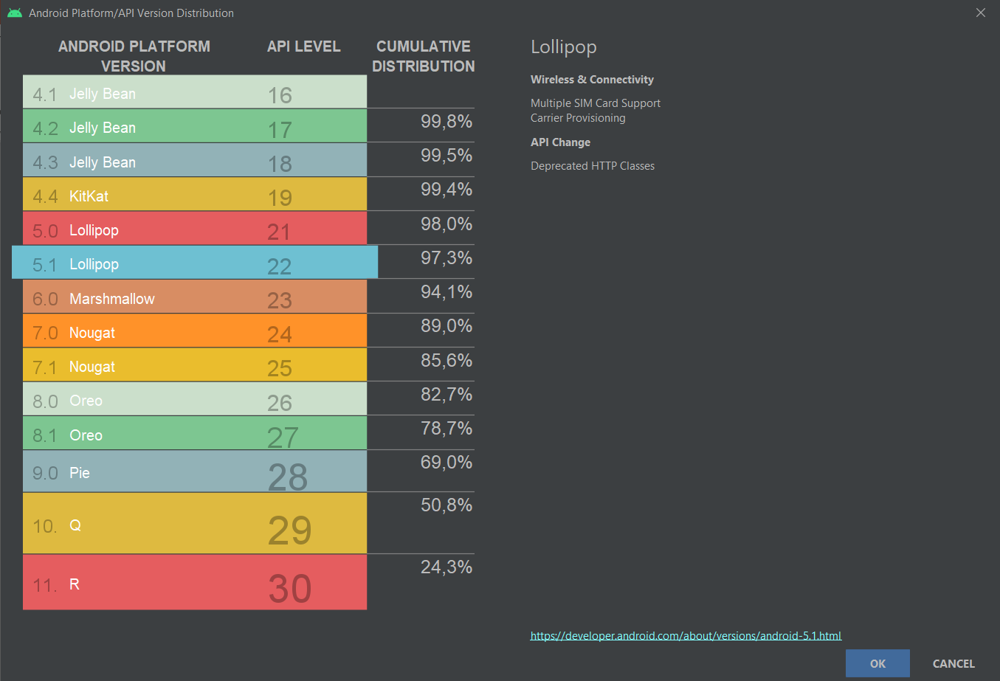 Android Platform/API Version Distribution
ANDROID PLATFORM VERSION API LEVEL CUMULATIVE DISTRIBUTION
4.1 Jelly Bean 16
99,8%
4.2 Jelly Bean 17
99,5%
4.3 Jelly Bean 18
99,4%
4.4 KitKat 19
98,0%
5.0 Lollipop 21
97,3%
5.1 Lollipop 22
94,1%
6.0 Marshmallow 23
89,0%
7.0 Nougat 24
85,6%
7.1 Nougat 25
82,7%
8.0 Oreo 26
78,7%
8.1 Oreo 27
69,0%
9.0 Pie 28
50,8%
10. Q 29
24,3%
11. R 30
Lollipop
Wireless & Connectivity
Multiple SIM Card Support
Carrier Provisioning
API Change
Deprecated HTTP Classes
https://developer.android.com/about/versions/android-5.1.html
OK CANCEL